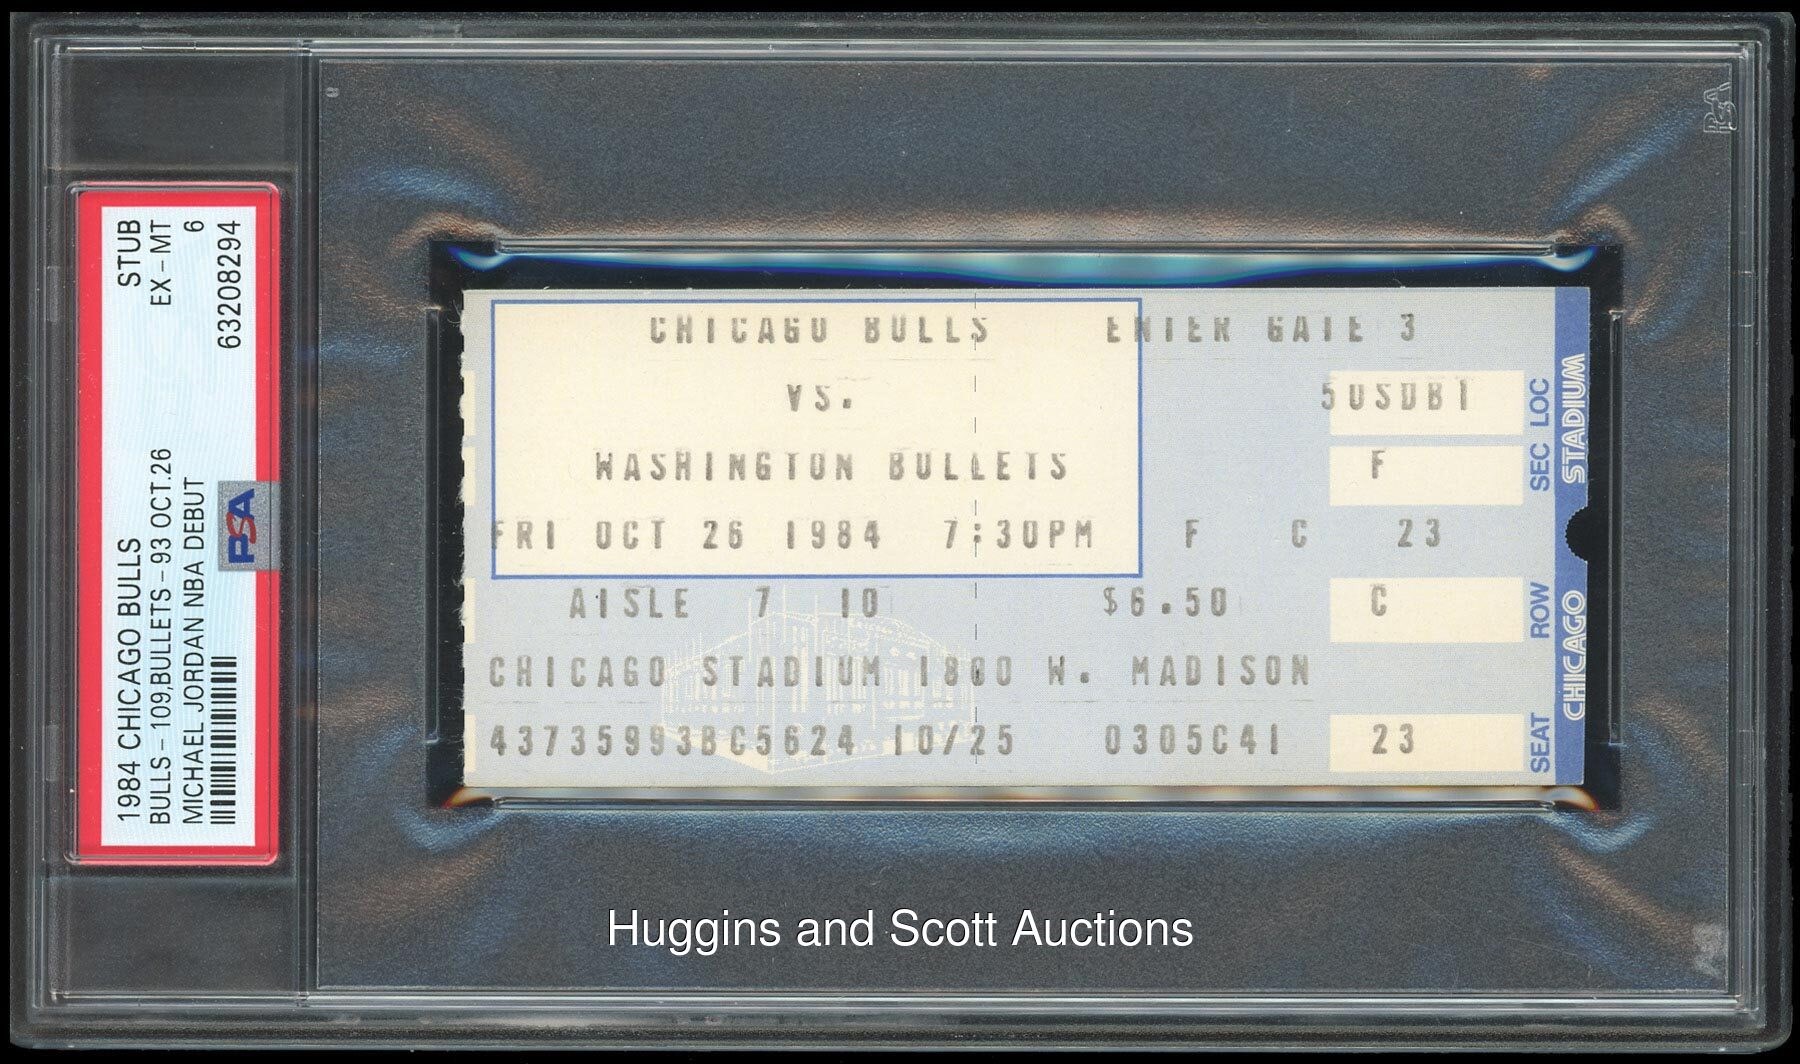 1984 CHICAGO BULLS STUB
BULLS-109,BULLETS-93 OCT.26 EX-MT
MICHAEL JORDAN NBA DEBUT 6
63208294
PSA
PSA
CHICAGO BULLS ENTER GATE 3
VS. 50SDBT
WASHINGTON BULLETS F
FRI OCT 26 1984 7:30PM F C 23
AISLE 7 10 $6.50 C
CHICAGO STADIUM 1800 W. MADISON
437359938C5624 10/25 0305C41 23
SEC LOC
ROW
SEAT
CHICAGO STADIUM
Huggins and Scott Auctions